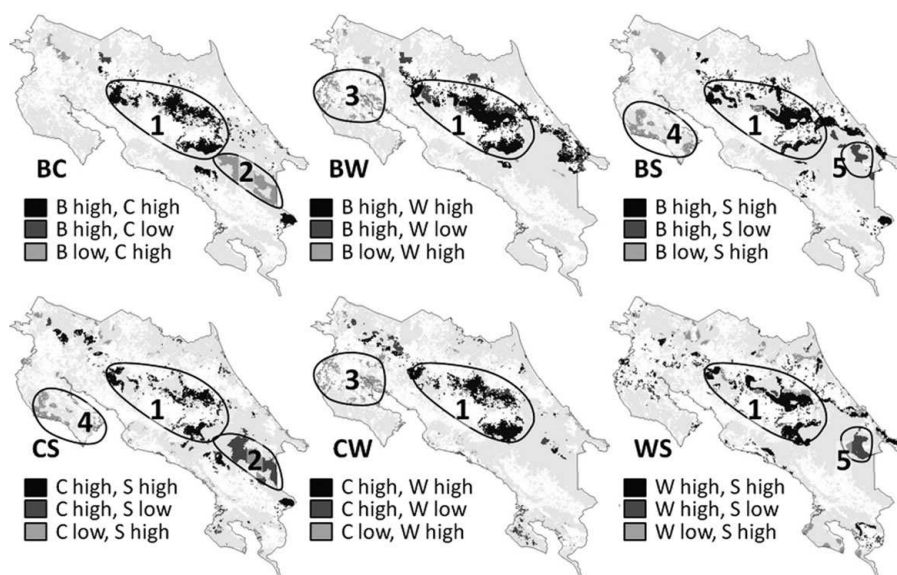 1
2
BC
B high, C high
B high, C low
B low, C high
3
1
BW
B high, W high
B high, W low
B low, W high
4
1
5
BS
B high, S high
B high, S low
B low, S high
4
1
2
CS
C high, S high
C high, S low
C low, S high
3
1
CW
C high, W high
C high, W low
C low, W high
1
5
WS
W high, S high
W high, S low
W low, S high